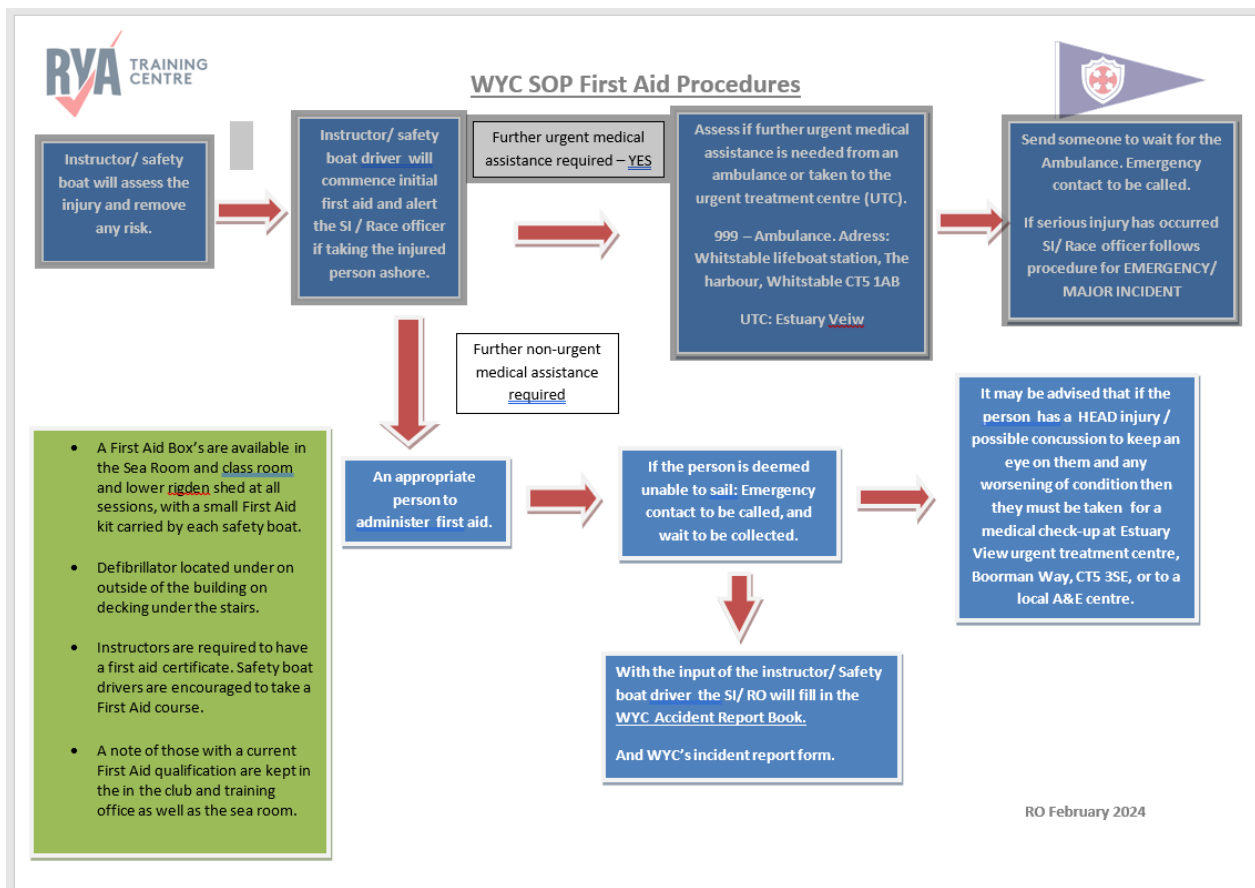 RYA TRAINING
CENTRE
WYC SOP First Aid Procedures
Instructor/ safety
boat will assess the
injury and remove
any risk.
Instructor/ safety
boat driver will
commence initial
first aid and alert
the SI / Race officer
if taking the injured
person ashore.
Further urgent medical
assistance required – YES
Assess if further urgent medical
assistance is needed from an
ambulance or taken to the
urgent treatment centre (UTC).
999 – Ambulance. Adress:
Whitstable lifeboat station, The
harbour, Whitstable CT5 1AB
UTC: Estuary Veiw
Send someone to wait for the
Ambulance. Emergency
contact to be called.
If serious injury has occurred
SI/ Race officer follows
procedure for EMERGENCY/
MAJOR INCIDENT
Further non-urgent
medical assistance
required
An appropriate
person to
administer first aid.
If the person is deemed
unable to sail: Emergency
contact to be called, and
wait to be collected.
It may be advised that if the
person has a HEAD injury /
possible concussion to keep an
eye on them and any
worsening of condition then
they must be taken for a
medical check-up at Estuary
View urgent treatment centre,
Boorman Way, CT5 3SE, or to a
local A&E centre.
With the input of the instructor/ Safety
boat driver the SI/ RO will fill in the
WYC Accident Report Book.
And WYC's incident report form.
• A First Aid Box's are available in
the Sea Room and class room
and lower rigden shed at all
sessions, with a small First Aid
kit carried by each safety boat.
• Defibrillator located under on
outside of the building on
decking under the stairs.
• Instructors are required to have
a first aid certificate. Safety boat
drivers are encouraged to take a
First Aid course.
• A note of those with a current
First Aid qualification are kept in
the in the club and training
office as well as the sea room.
RO February 2024